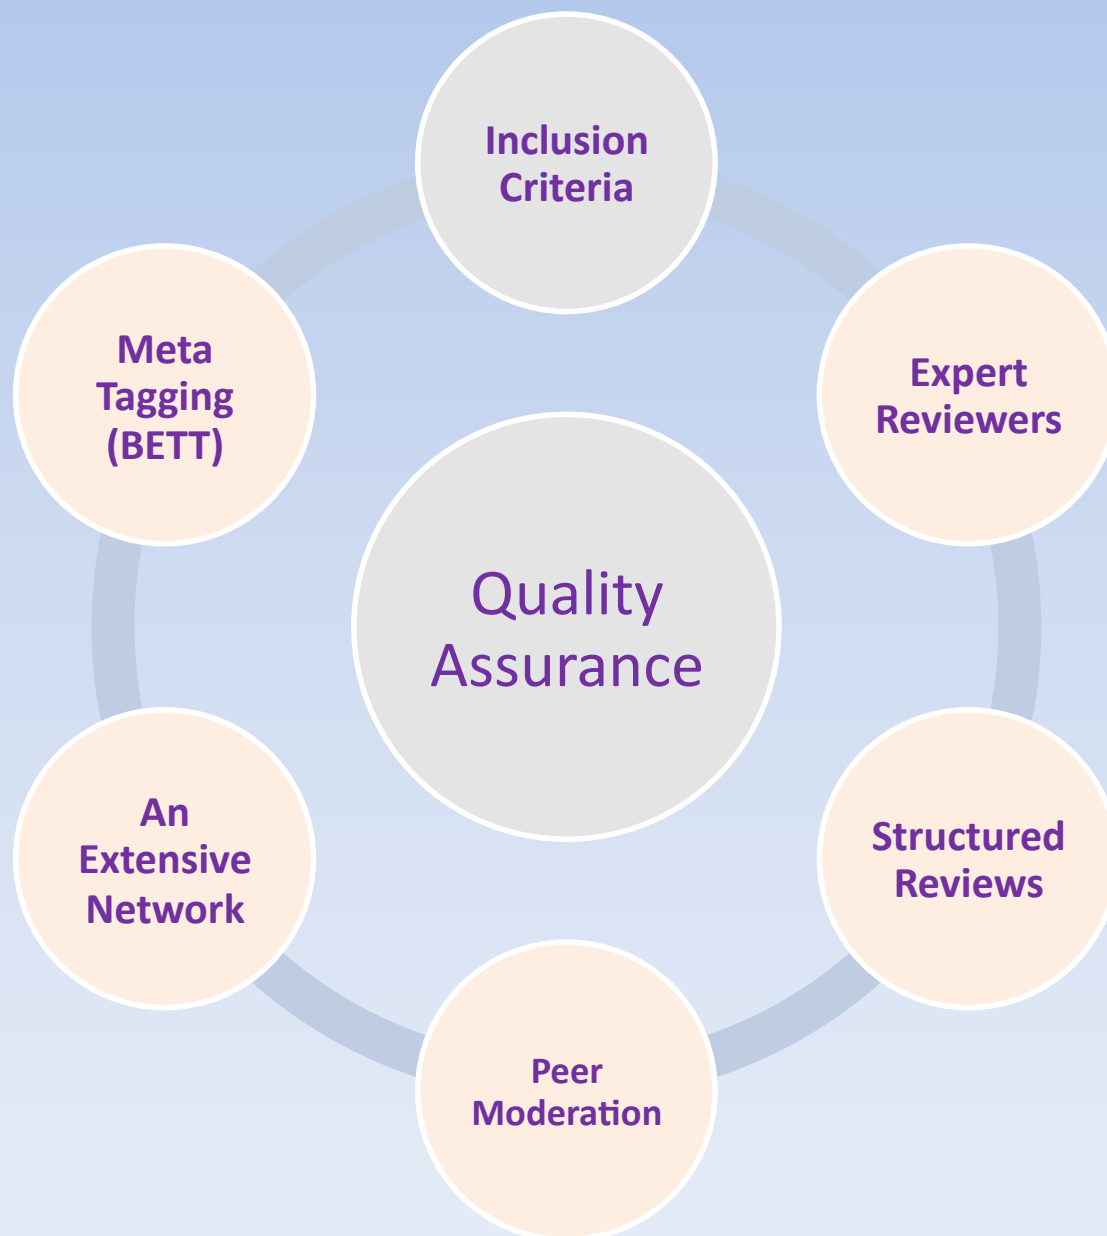 Inclusion
Criteria
Expert
Reviewers
Structured
Reviews
Peer
Moderation
An
Extensive
Network
Meta
Tagging
(BETT)
Quality
Assurance